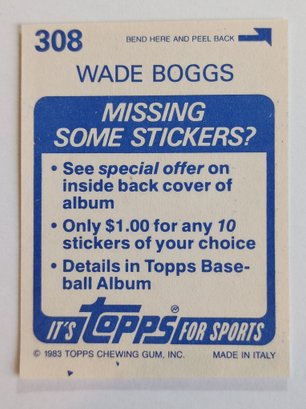 308 BEND HERE AND PEEL BACK
WADE BOGGS
MISSING
SOME STICKERS?
• See special offer on
inside back cover of
album
• Only $1.00 for any 10
stickers of your choice
• Details in Topps Base-
ball Album
IT'S Topps® FOR SPORTS
© 1983 TOPPS CHEWING GUM, INC. MADE IN ITALY